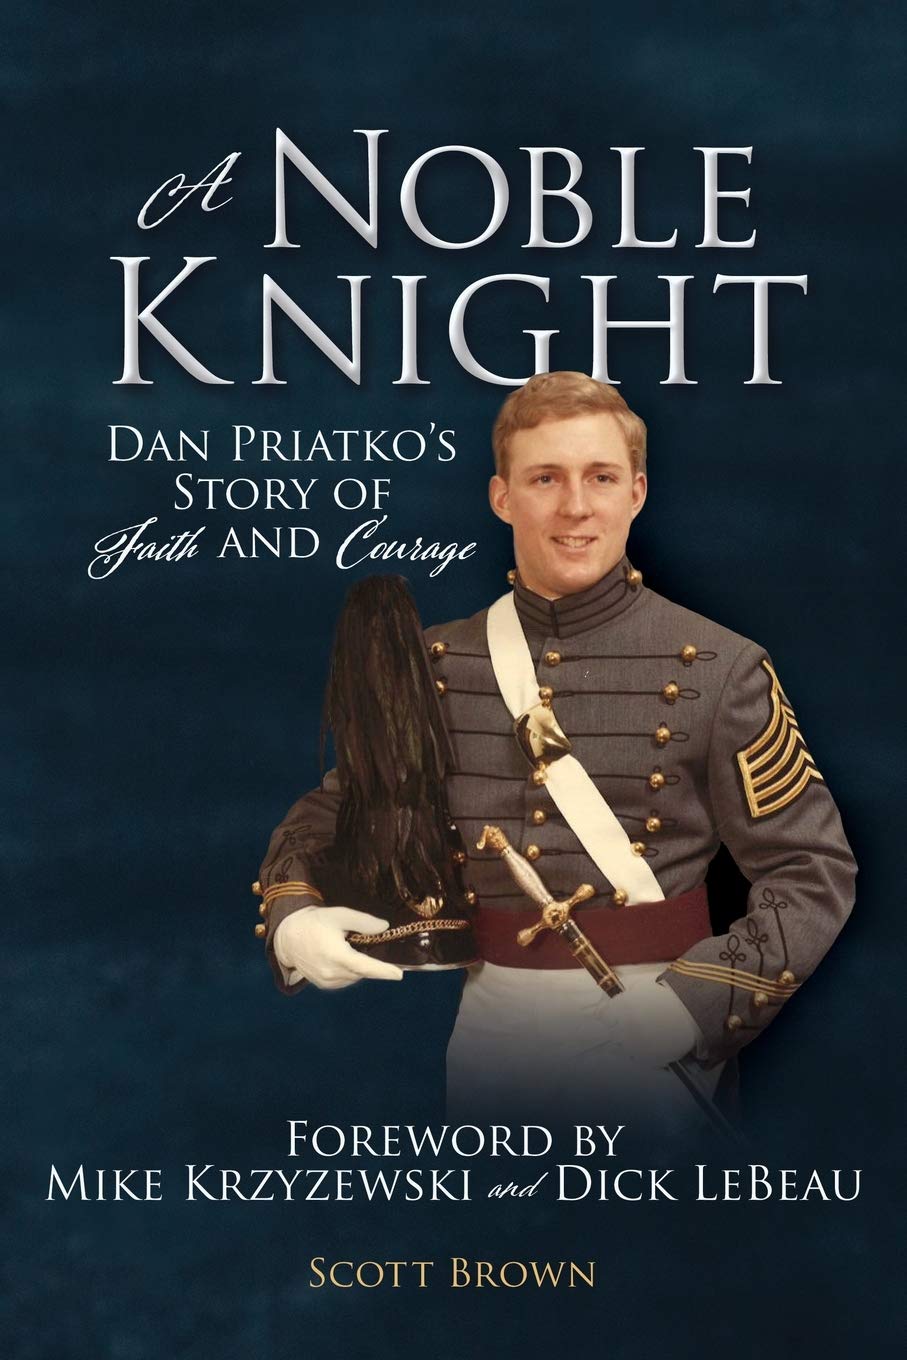 A NOBLE
KNIGHT
DAN PRIATKO'S
STORY OF
Faith AND Courage
FOREWORD BY
MIKE KRZYZEWSKI and DICK LEBEAU
SCOTT BROWN